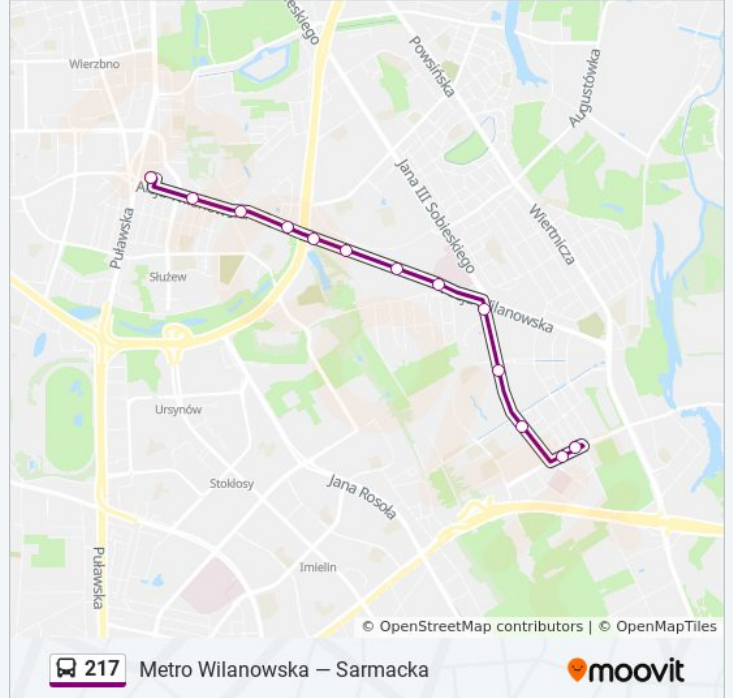 eskiego
Wierzbno
Powsińska
Augustówka
Jana III Sobieskiego
Puławska
Wiertnicza
Służew
Wilanowska
Ursynów
Stokłosy
Jana Rosoła
Puławska
Imielin
© OpenStreetMap contributors | © OpenMapTiles
217 Metro Wilanowska — Sarmacka
moovit